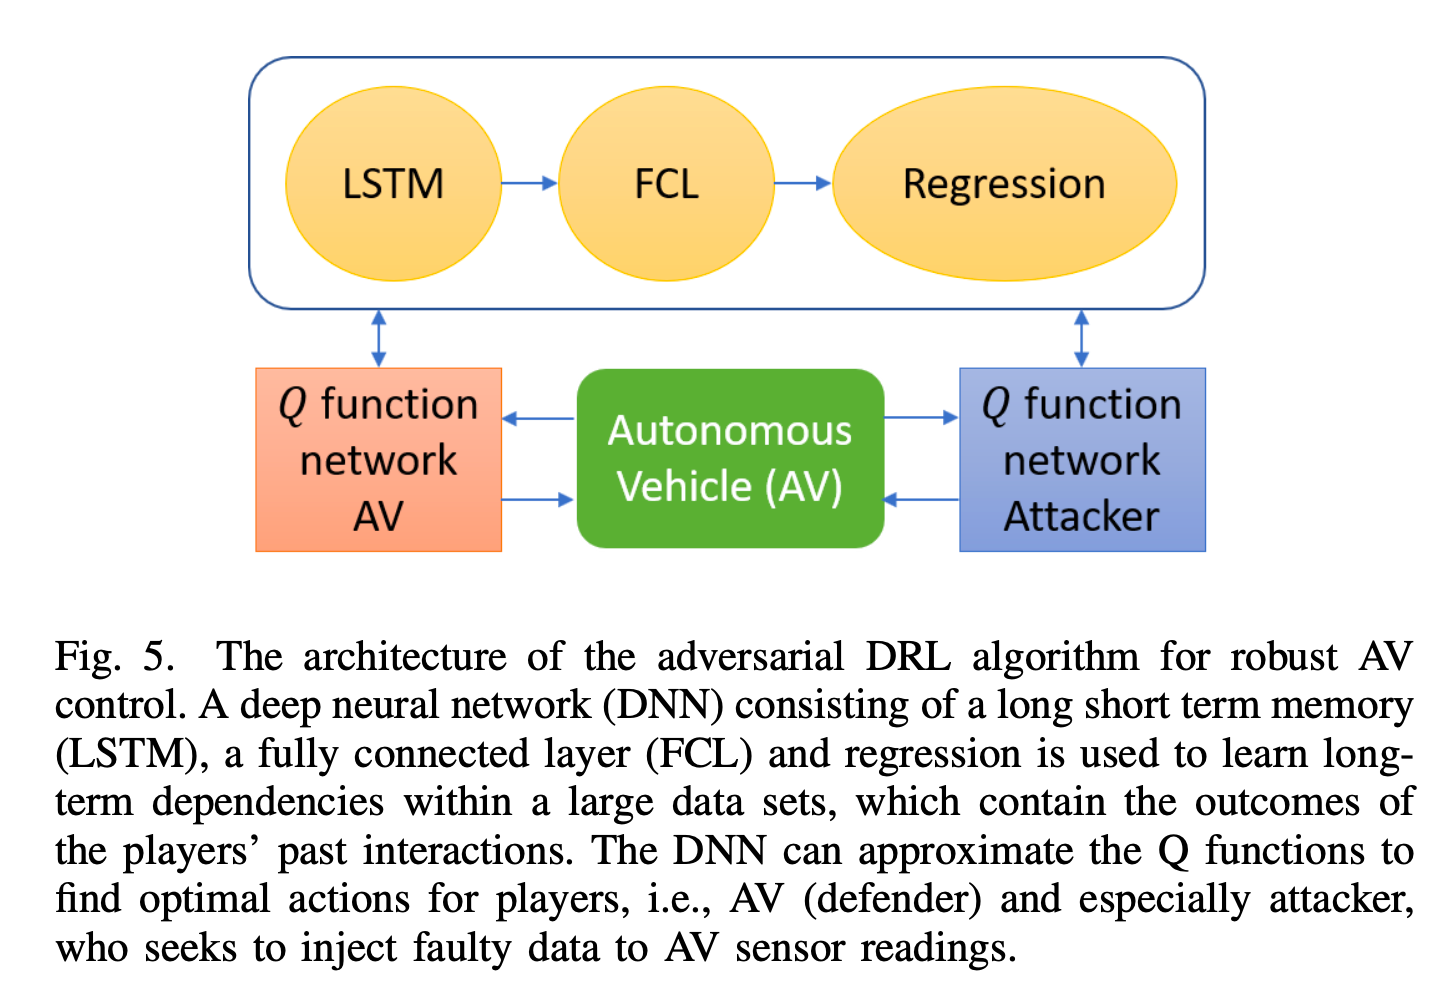 LSTM
FCL
Regression
Q function
network
AV
Autonomous
Vehicle (AV)
Q function
network
Attacker
Fig. 5. The architecture of the adversarial DRL algorithm for robust AV
control. A deep neural network (DNN) consisting of a long short term memory
(LSTM), a fully connected layer (FCL) and regression is used to learn long-
term dependencies within a large data sets, which contain the outcomes of
the players’ past interactions. The DNN can approximate the Q functions to
find optimal actions for players, i.e., AV (defender) and especially attacker,
who seeks to inject faulty data to AV sensor readings.